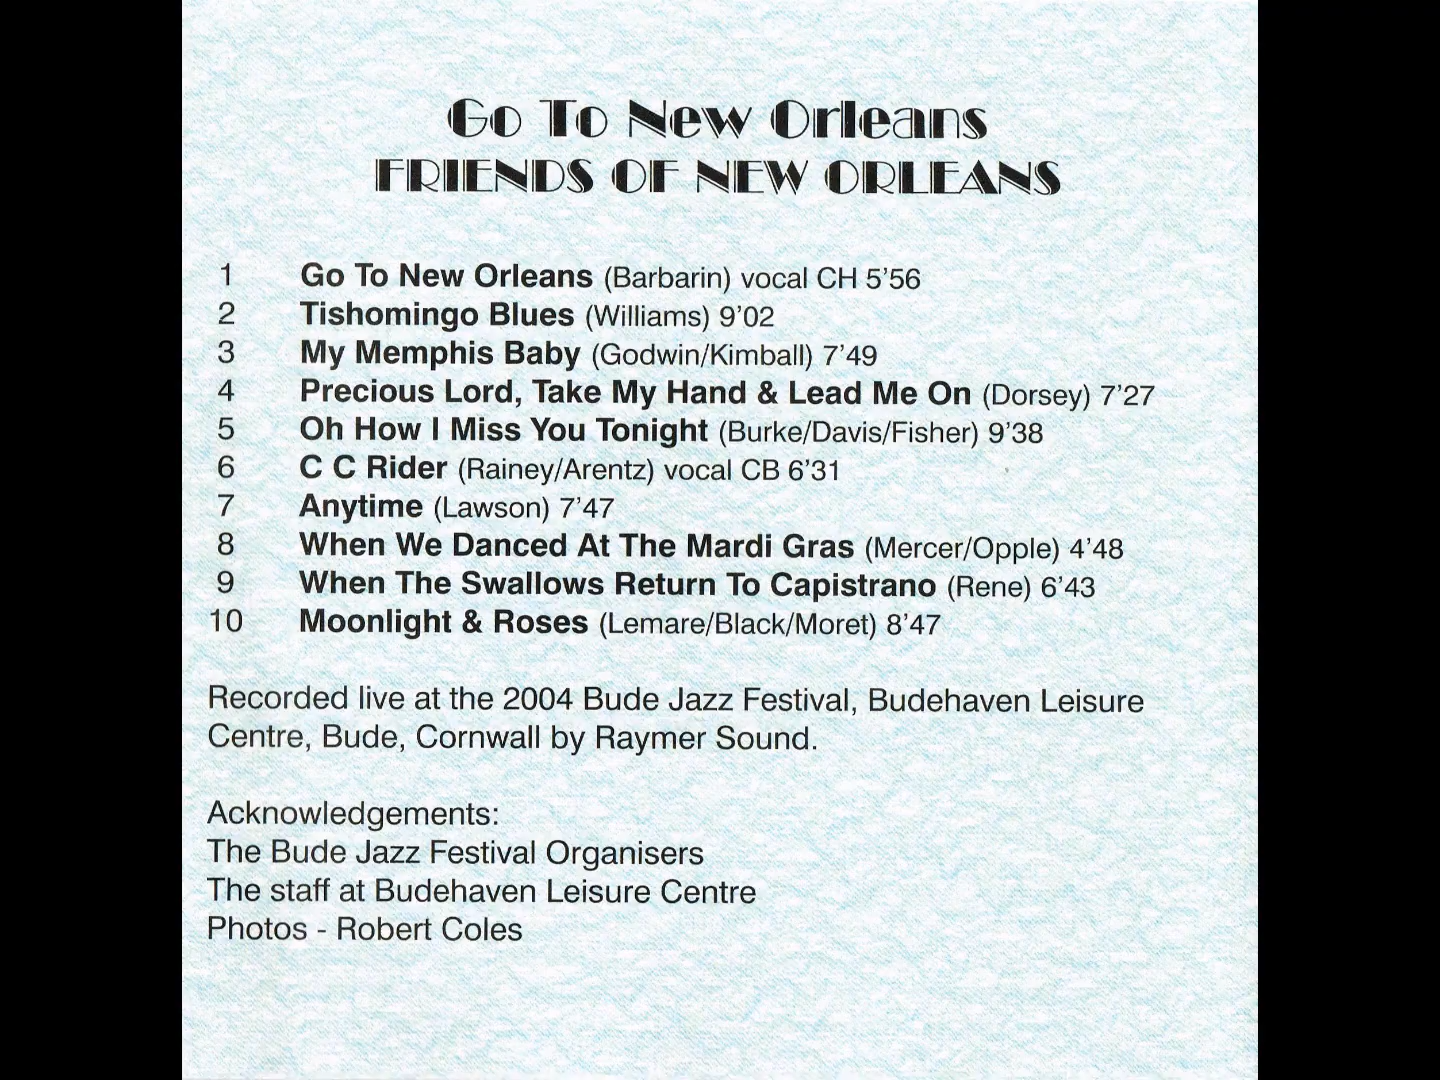 Go To New Orleans
FRIENDS OF NEW ORLEANS
1 Go To New Orleans (Barbarin) vocal CH 5'56
2 Tishomingo Blues (Williams) 9'02
3 My Memphis Baby (Godwin/Kimball) 7'49
4 Precious Lord, Take My Hand & Lead Me On (Dorsey) 7'27
5 Oh How I Miss You Tonight (Burke/Davis/Fisher) 9'38
6 C C Rider (Rainey/Arentz) vocal CB 6'31
7 Anytime (Lawson) 7'47
8 When We Danced At The Mardi Gras (Mercer/Opple) 4'48
9 When The Swallows Return To Capistrano (Rene) 6'43
10 Moonlight & Roses (Lemare/Black/Moret) 8'47
Recorded live at the 2004 Bude Jazz Festival, Budehaven Leisure
Centre, Bude, Cornwall by Raymer Sound.
Acknowledgements:
The Bude Jazz Festival Organisers
The staff at Budehaven Leisure Centre
Photos - Robert Coles